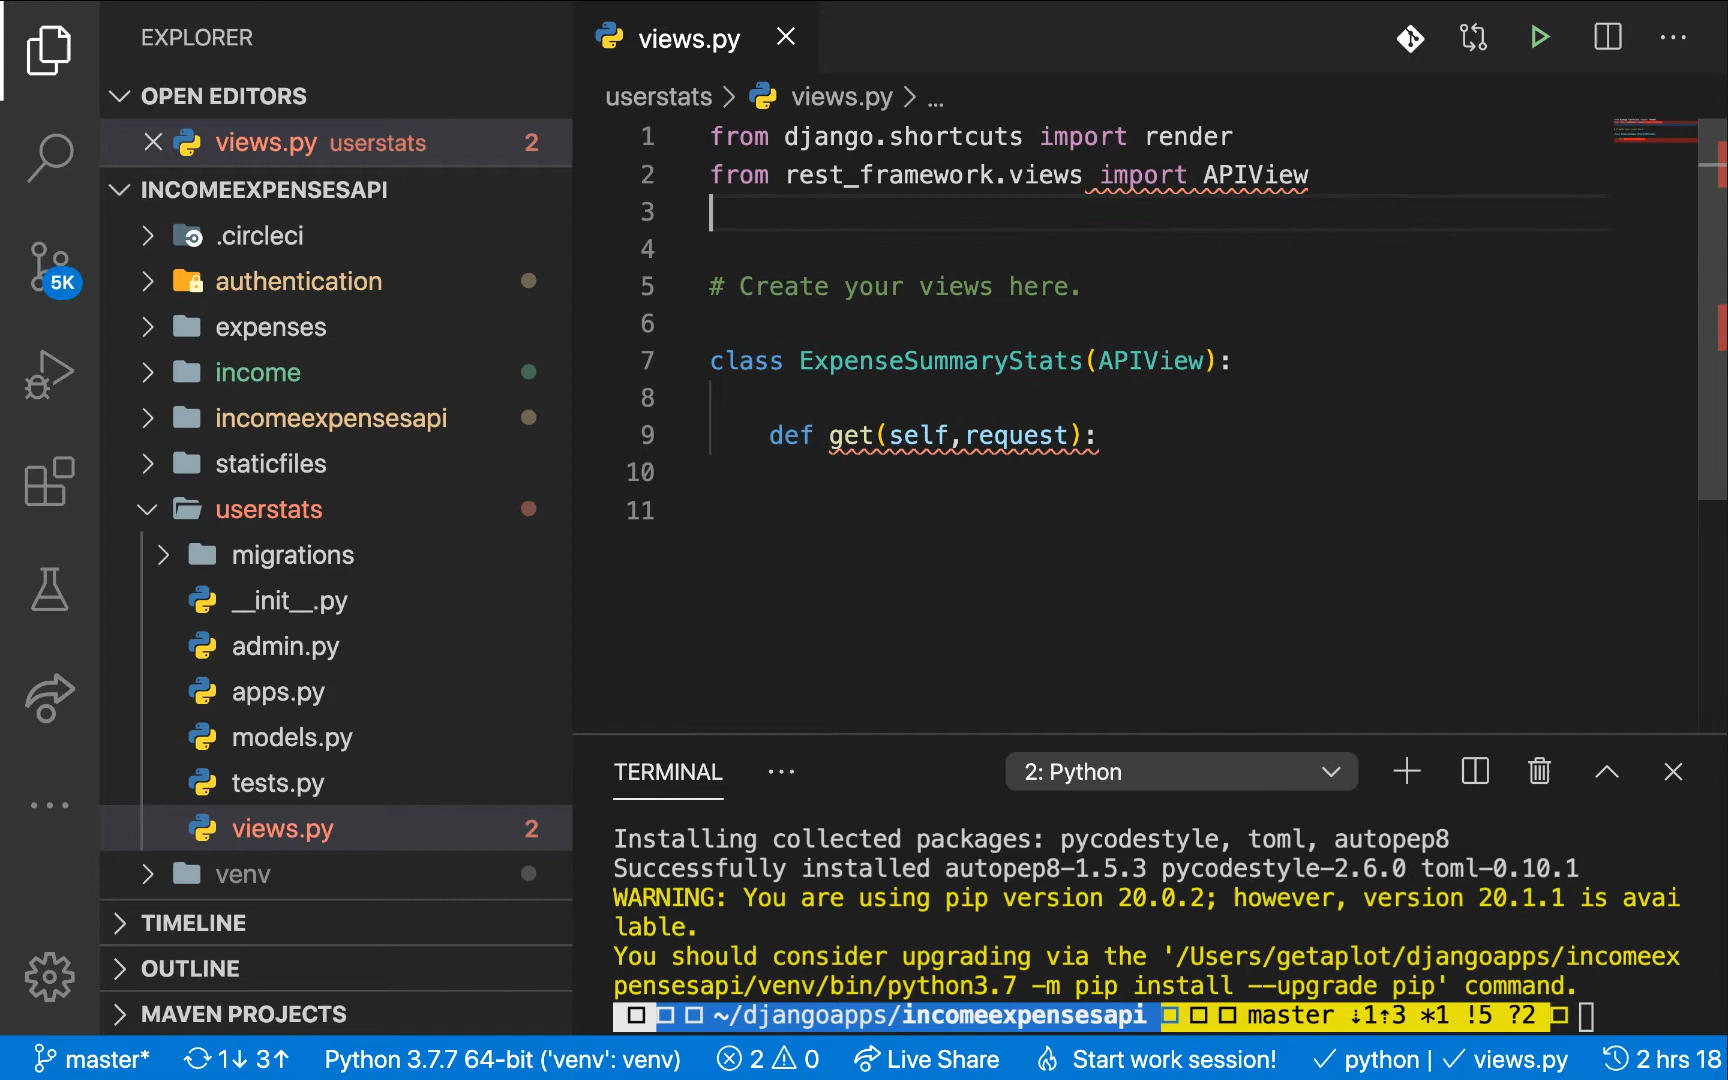 EXPLORER
OPEN EDITORS
views.py userstats 2
INCOMEEXPENSESAPI
.circleci
authentication
expenses
income
incomeexpensesapi
staticfiles
userstats
migrations
__init__.py
admin.py
apps.py
models.py
tests.py
views.py 2
venv
TIMELINE
OUTLINE
MAVEN PROJECTS
5K
views.py
userstats > views.py > ...
1 from django.shortcuts import render
2 from rest_framework.views import APIView
3
4
5 # Create your views here.
6
7 class ExpenseSummaryStats(APIView):
8
9 def get(self,request):
10
11
TERMINAL 2: Python
Installing collected packages: pycodestyle, toml, autopep8
Successfully installed autopep8-1.5.3 pycodestyle-2.6.0 toml-0.10.1
WARNING: You are using pip version 20.0.2; however, version 20.1.1 is avai
lable.
You should consider upgrading via the '/Users/getaplot/djangoapps/incomeex
pensesapi/venv/bin/python3.7 -m pip install --upgrade pip' command.
~/djangoapps/incomeexpensesapi master ⇣1⇡3 *1 !5 ?2
master* 1↓ 3↑ Python 3.7.7 64-bit ('venv': venv) 2 0 Live Share Start work session! ✓ python | ✓ views.py 2 hrs 18